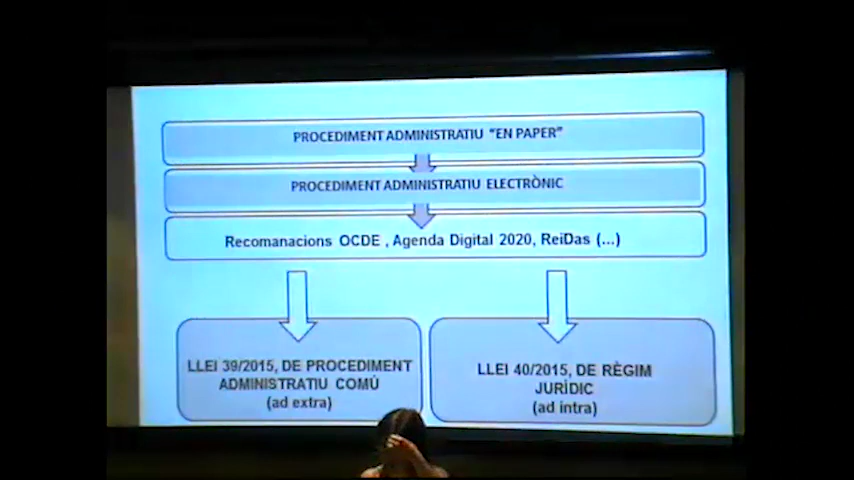 PROCEDIMENT ADMINISTRATIU "EN PAPER"
PROCEDIMENT ADMINISTRATIU ELECTRÒNIC
Recomanacions OCDE , Agenda Digital 2020, ReiDas (...)
LLEI 39/2015, DE PROCEDIMENT
ADMINISTRATIU COMÚ
(ad extra)
LLEI 40/2015, DE RÈGIM
JURÍDIC
(ad intra)